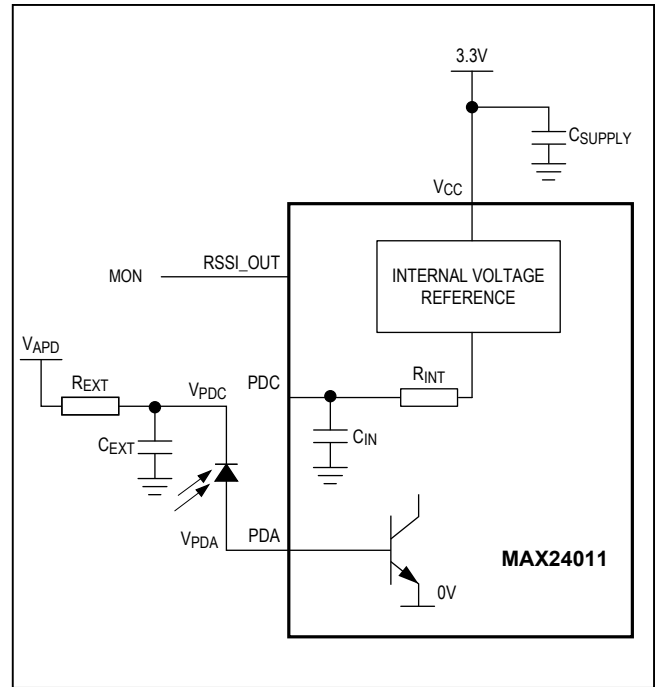 3.3V
CSUPPLY
VCC
INTERNAL VOLTAGE
REFERENCE
MON
RSSI_OUT
VAPD
REXT
VPDC
PDC
RINT
CEXT
CIN
VPDA
PDA
MAX24011
0V